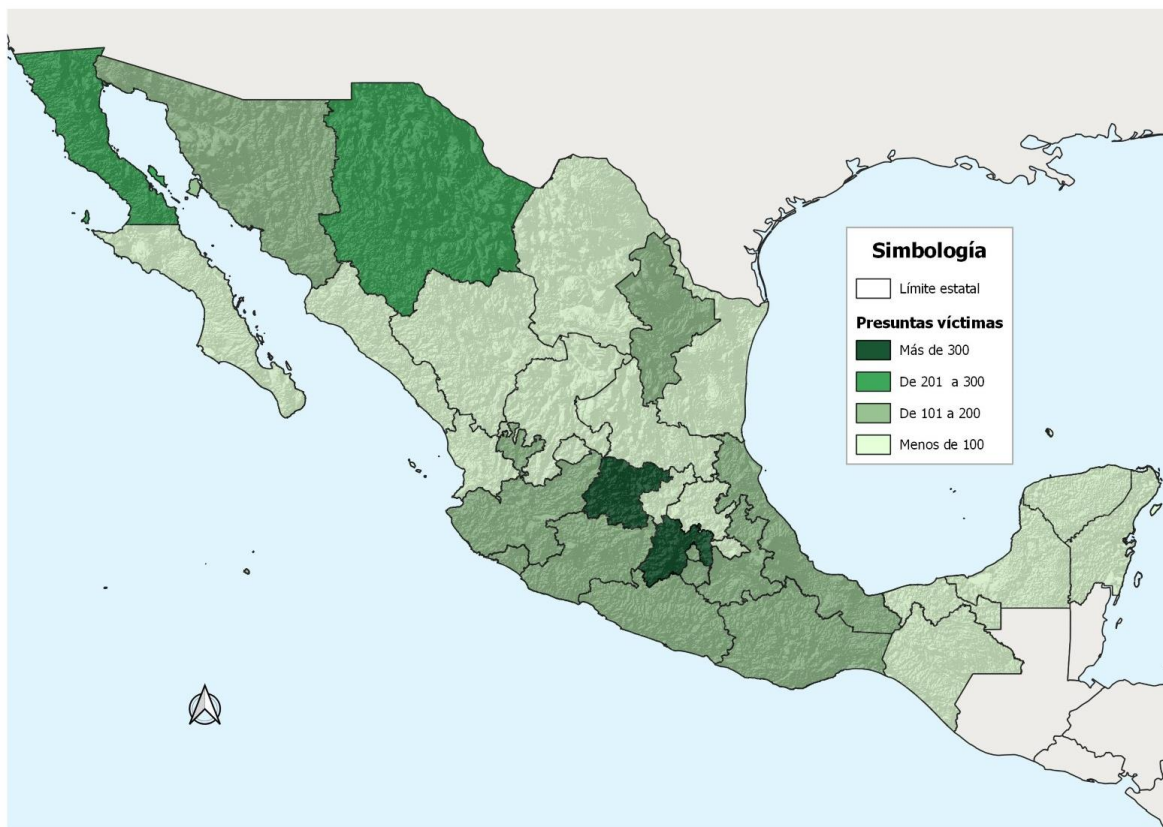 Simbología
Límite estatal
Presuntas víctimas
Más de 300
De 201 a 300
De 101 a 200
Menos de 100